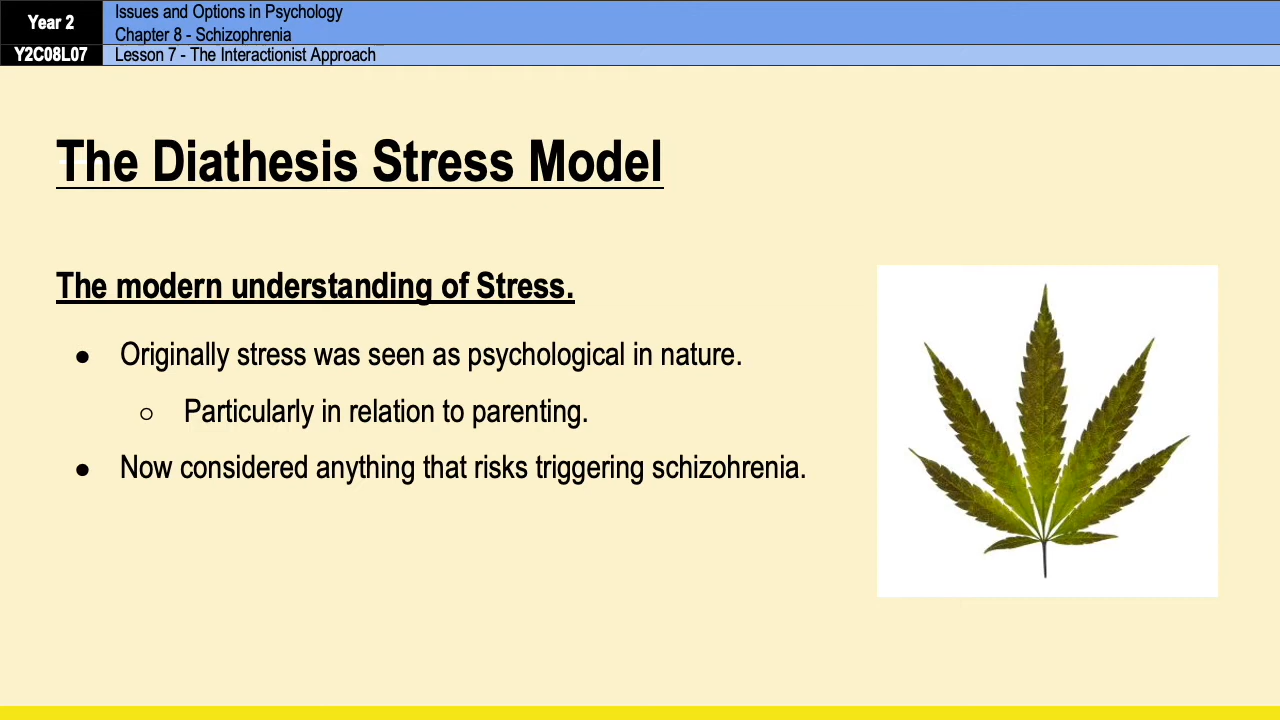 Year 2
Issues and Options in Psychology
Chapter 8 - Schizophrenia
Y2C08L07
Lesson 7 - The Interactionist Approach
The Diathesis Stress Model
The modern understanding of Stress.
● Originally stress was seen as psychological in nature.
○ Particularly in relation to parenting.
● Now considered anything that risks triggering schizohrenia.